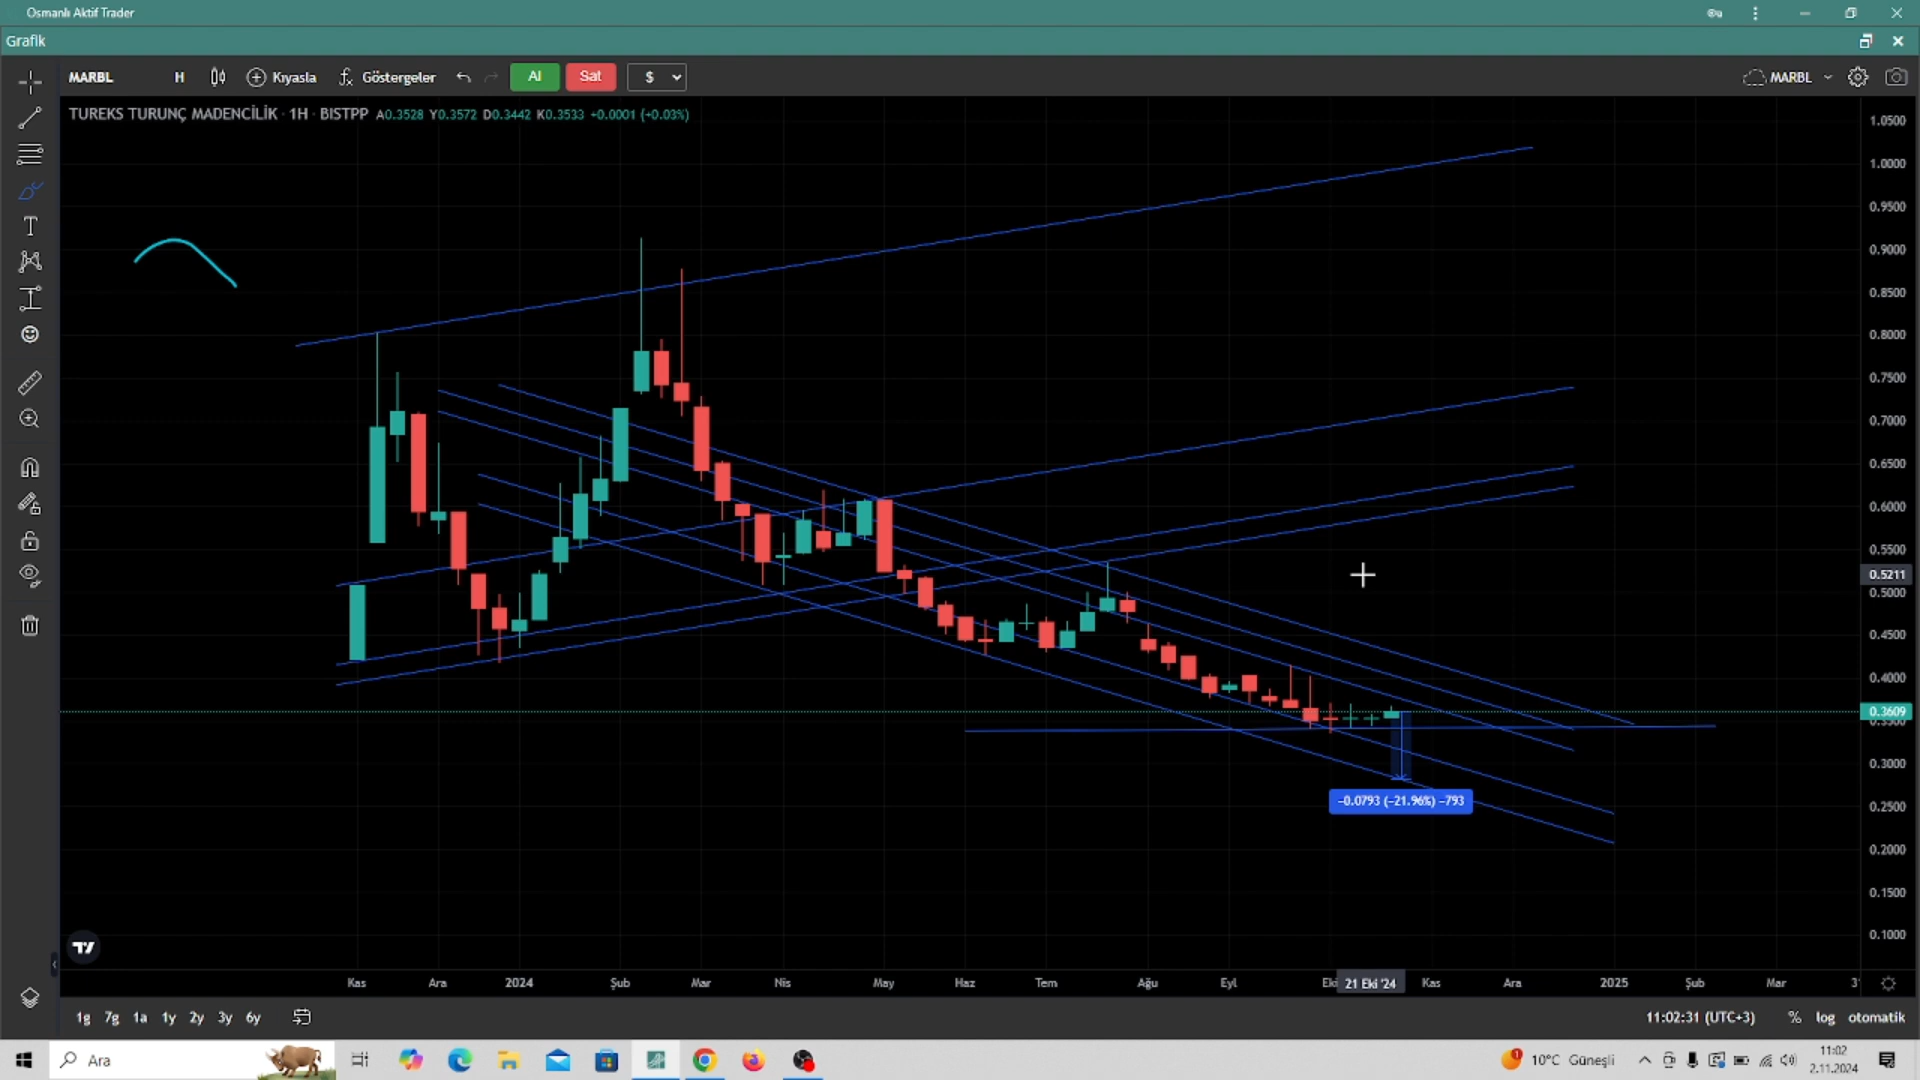 Osmanlı Aktif Trader
Grafik
MARBL H Kıyasla Göstergeler Al Sat $ MARBL
TUREKS TURUNÇ MADENCİLİK · 1H · BISTPP A0.3528 Y0.3572 D0.3442 K0.3533 +0.0001 (+0.03%)
1.0500
1.0000
0.9500
0.9000
0.8500
0.8000
0.7500
0.7000
0.6500
0.6000
0.5500
0.5211
0.5000
0.4500
0.4000
0.3609
0.3000
−0.0793 (−21.96%) −793
0.2500
0.2000
0.1500
0.1000
Kas Ara 2024 Şub Mar Nis May Haz Tem Ağu Eyl Eki 21 Eki '24 Kas Ara 2025 Şub Mar
1g 7g 1a 1y 2y 3y 6y 11:02:31 (UTC+3) % log otomatik
Ara 1 10°C Güneşli 11:02
2.11.2024